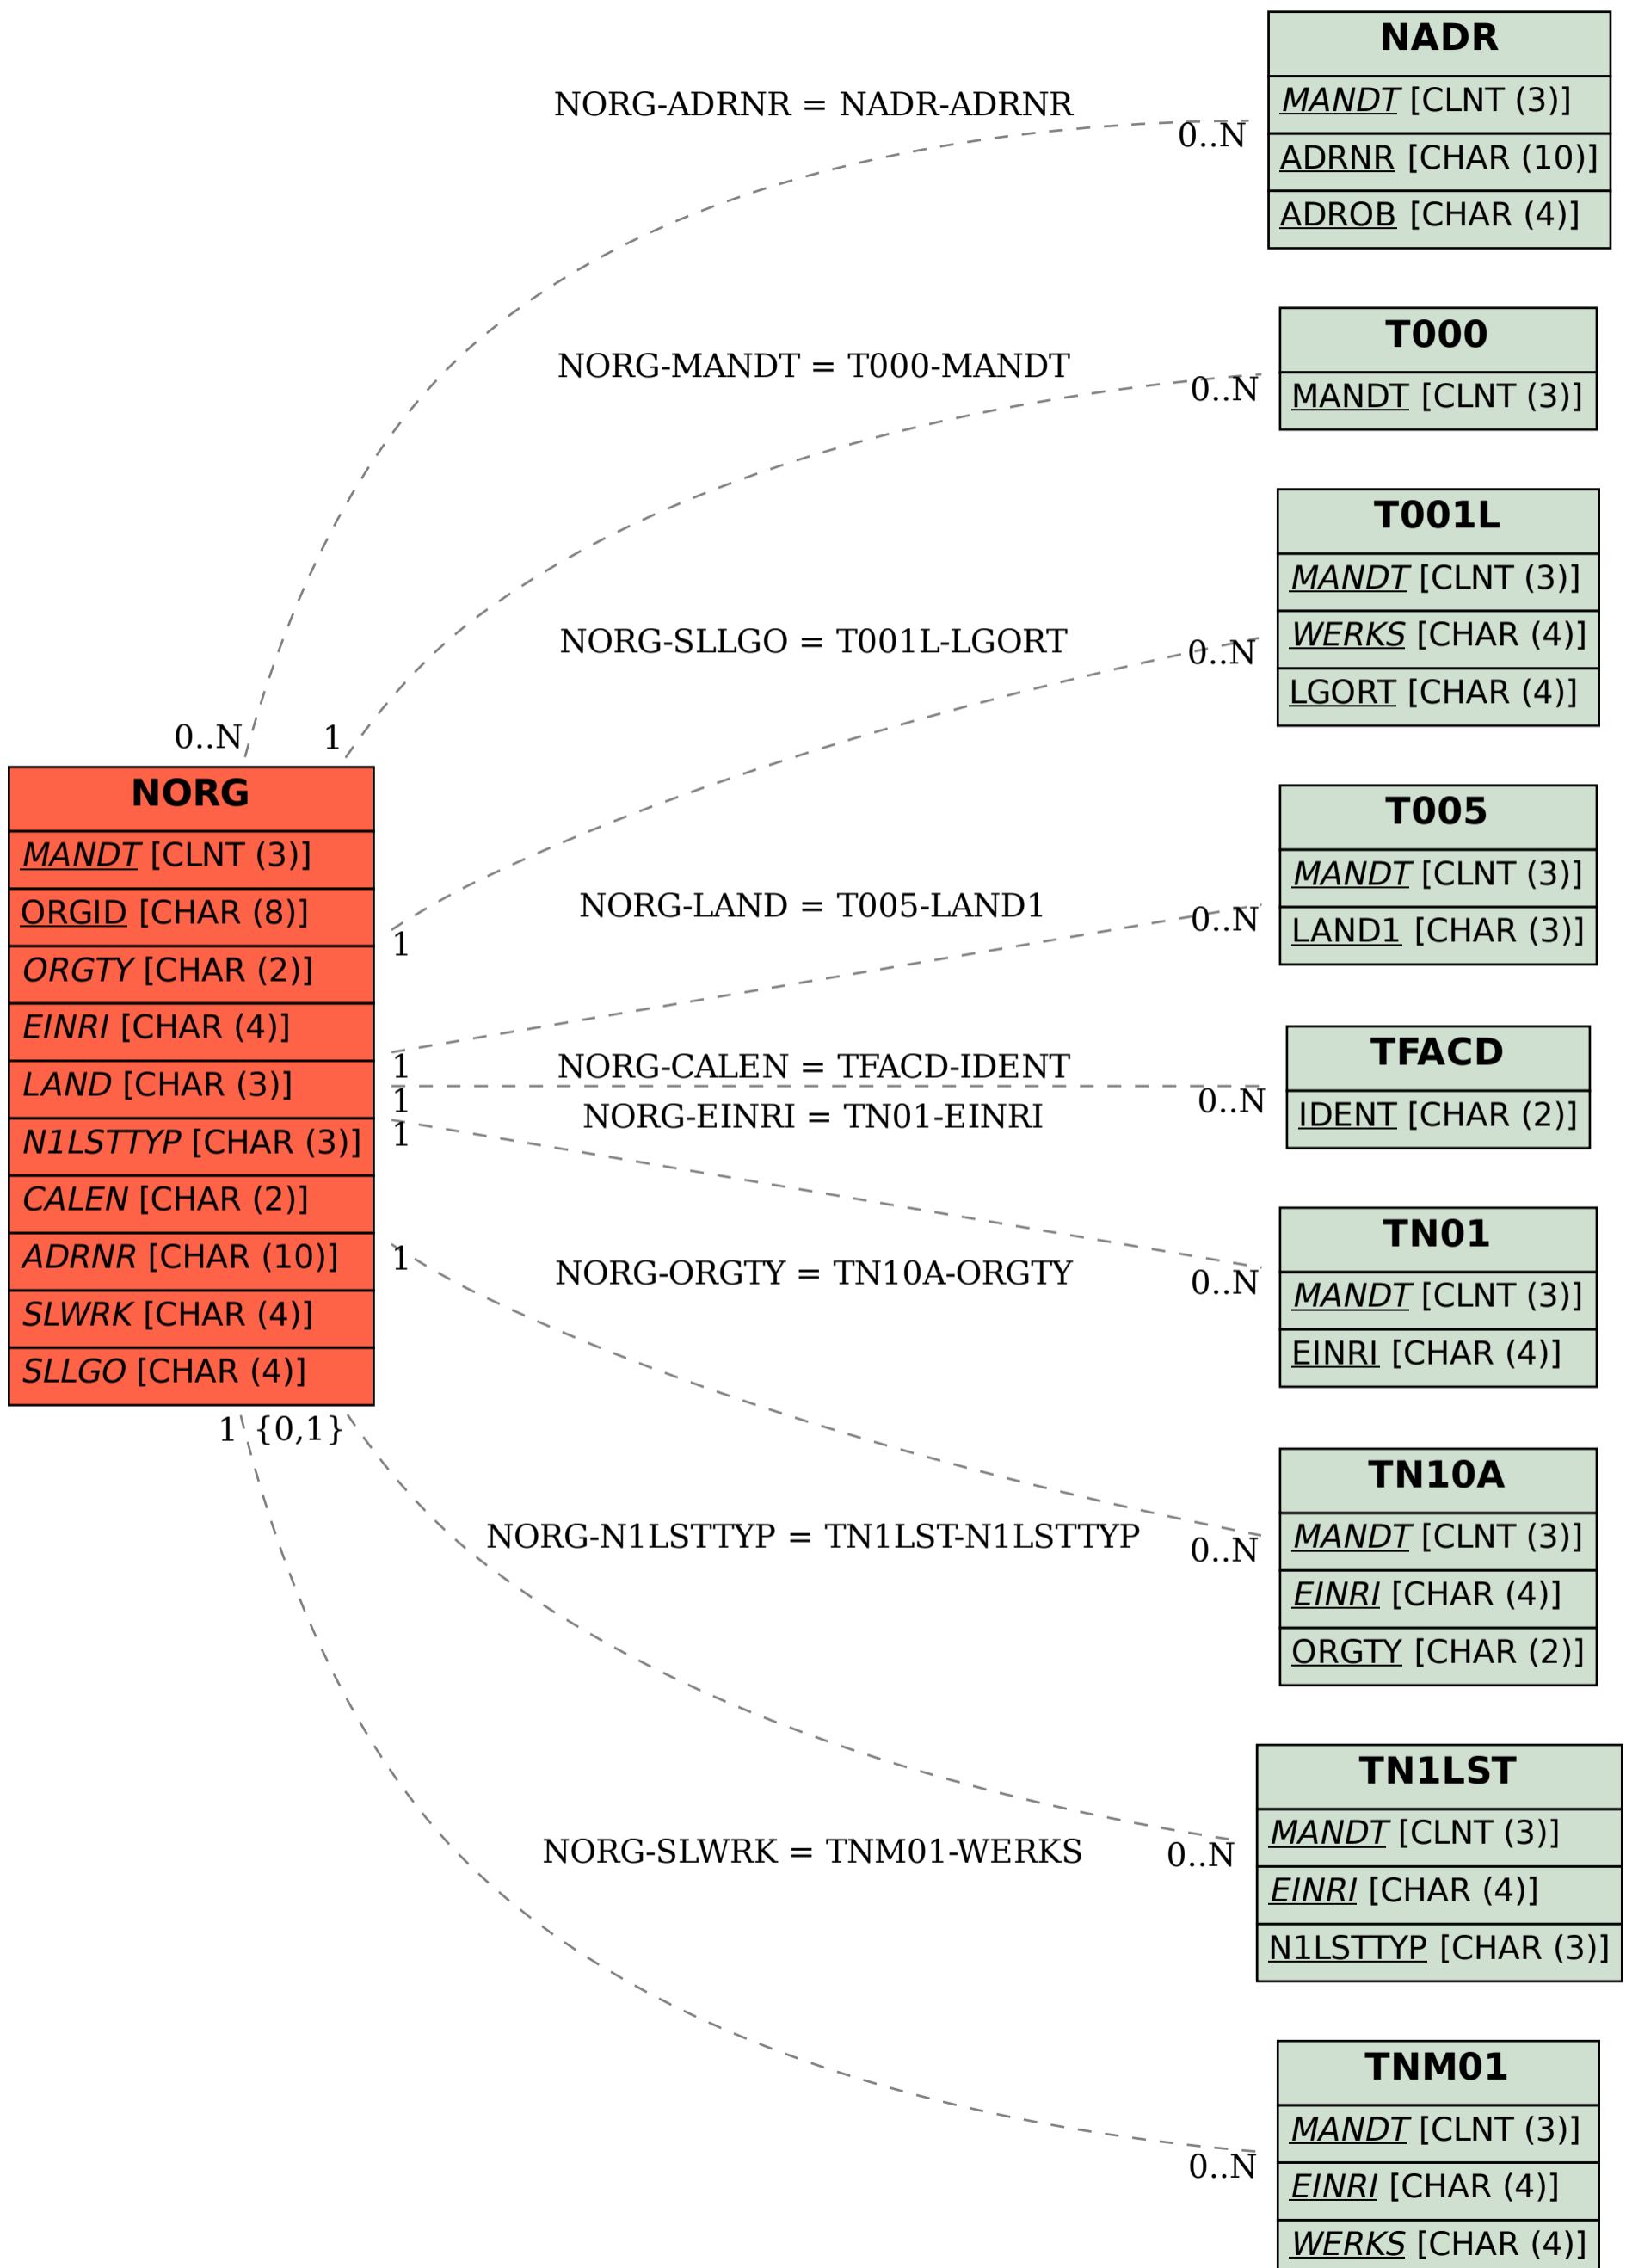 NADR
MANDT [CLNT (3)]
NORG-ADRNR = NADR-ADRNR
0..N
ADRNR [CHAR (10)]
ADROB [CHAR (4)]
T000
NORG-MANDT = T000-MANDT
0..N
MANDT [CLNT (3)]
T001L
MANDT [CLNT (3)]
NORG-SLLGO = T001L-LGORT
0..N
WERKS [CHAR (4)]
LGORT [CHAR (4)]
0..N
1
NORG
MANDT [CLNT (3)]
ORGID [CHAR (8)]
1
ORGTY [CHAR (2)]
EINRI [CHAR (4)]
LAND [CHAR (3)]
N1LSTTYP [CHAR (3)]
CALEN [CHAR (2)]
ADRNR [CHAR (10)]
SLWRK [CHAR (4)]
SLLGO [CHAR (4)]
T005
MANDT [CLNT (3)]
NORG-LAND = T005-LAND1
0..N
LAND1 [CHAR (3)]
TFACD
1
NORG-CALEN = TFACD-IDENT
1
0..N
IDENT [CHAR (2)]
NORG-EINRI = TN01-EINRI
1
TN01
1
NORG-ORGTY = TN10A-ORGTY
0..N
MANDT [CLNT (3)]
EINRI [CHAR (4)]
1
{0,1}
TN10A
NORG-N1LSTTYP = TN1LST-N1LSTTYP
0..N
MANDT [CLNT (3)]
EINRI [CHAR (4)]
ORGTY [CHAR (2)]
TN1LST
MANDT [CLNT (3)]
NORG-SLWRK = TNM01-WERKS
0..N
EINRI [CHAR (4)]
N1LSTTYP [CHAR (3)]
TNM01
MANDT [CLNT (3)]
0..N
EINRI [CHAR (4)]
WERKS [CHAR (4)]